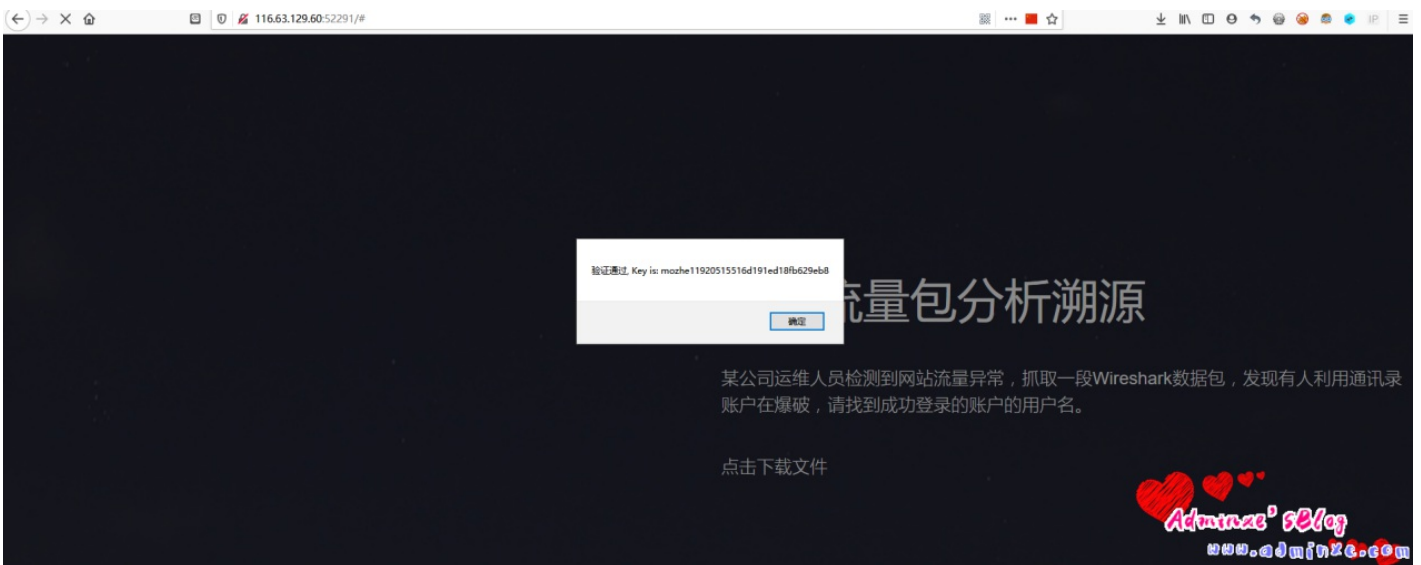 116.63.129.60:52291/#
IP
验证通过, Key is: mozhe11920515516d191ed18fb629eb8
确定
流量包分析溯源
某公司运维人员检测到网站流量异常，抓取一段Wireshark数据包，发现有人利用通讯录
账户在爆破，请找到成功登录的账户的用户名。
点击下载文件
Adminxe'sBlog
www.adminxe.com